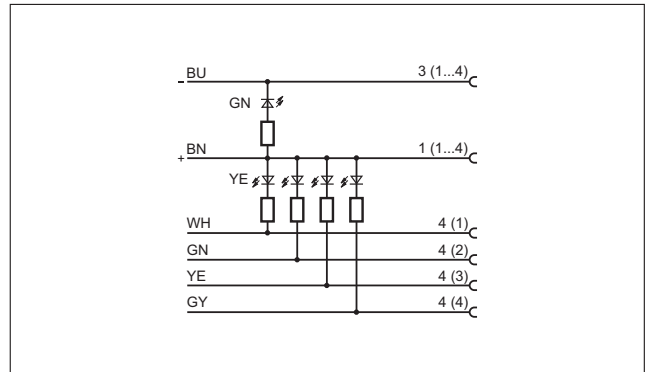 - BU 3 (1...4)
GN
+ BN 1 (1...4)
YE
WH 4 (1)
GN 4 (2)
YE 4 (3)
GY 4 (4)